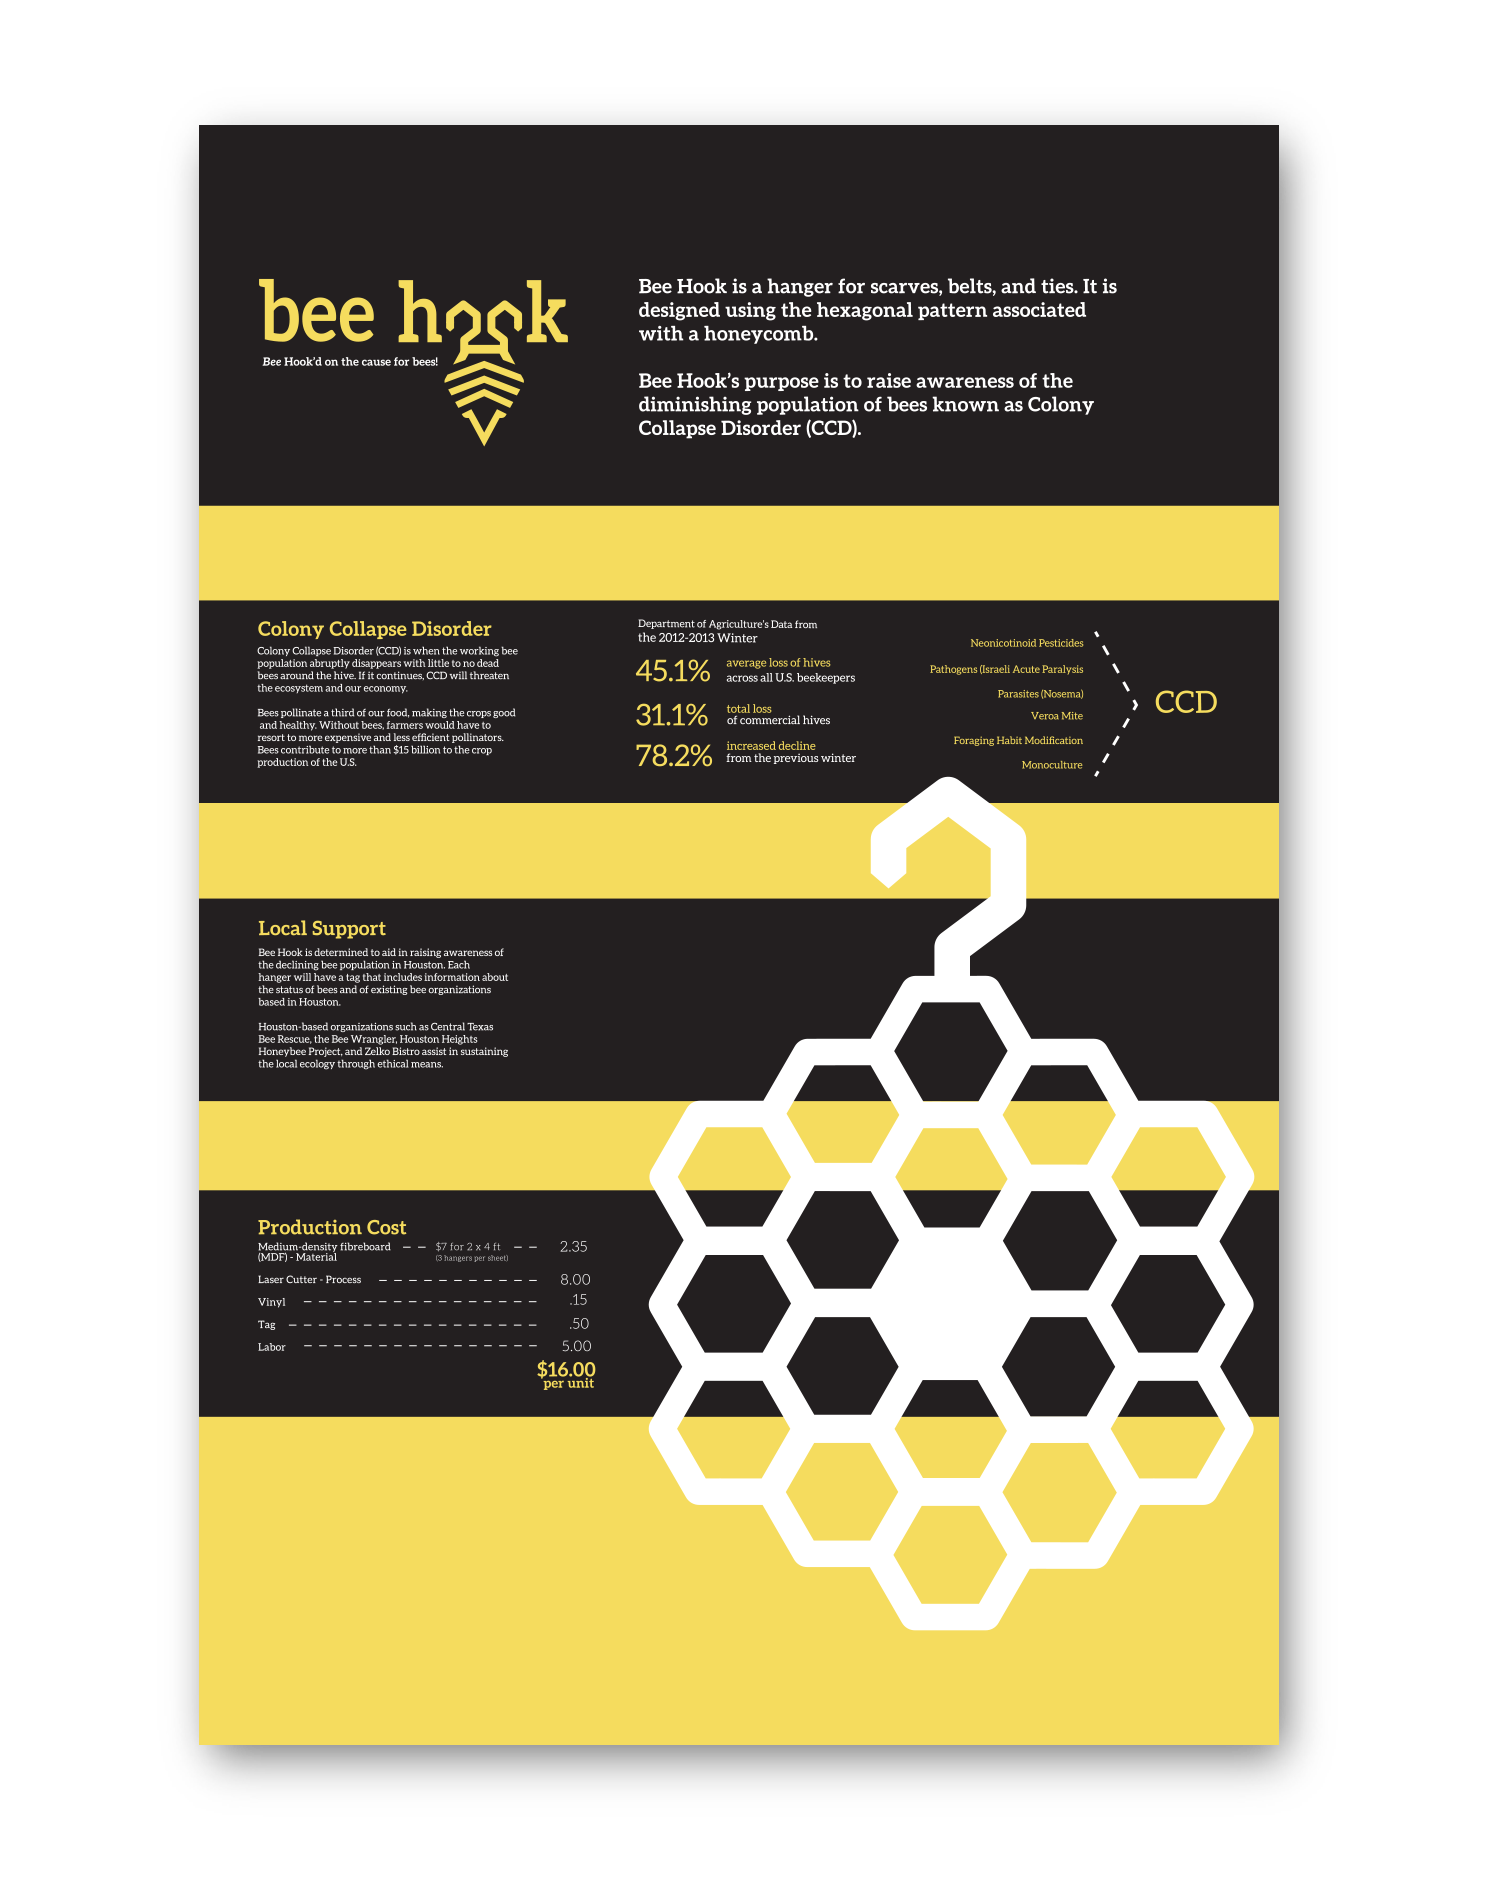 bee hook
Bee Hook'd on the cause for bees!
Bee Hook is a hanger for scarves, belts, and ties. It is
designed using the hexagonal pattern associated
with a honeycomb.
Bee Hook's purpose is to raise awareness of the
diminishing population of bees known as Colony
Collapse Disorder (CCD).
Colony Collapse Disorder
Colony Collapse Disorder (CCD) is when the working bee
population abruptly disappears with little to no dead
bees around the hive. If it continues, CCD will threaten
the ecosystem and our economy.
Bees pollinate a third of our food, making the crops good
and healthy. Without bees, farmers would have to
resort to more expensive and less efficient pollinators.
Bees contribute to more than $15 billion to the crop
production of the U.S.
Department of Agriculture's Data from
the 2012-2013 Winter
45.1% average loss of hives
across all U.S. beekeepers
31.1% total loss
of commercial hives
78.2% increased decline
from the previous winter
Neonicotinoid Pesticides
Pathogens (Israeli Acute Paralysis
Parasites (Nosema)
Veroa Mite
Foraging Habit Modification
Monoculture
CCD
Local Support
Bee Hook is determined to aid in raising awareness of
the declining bee population in Houston. Each
hanger will have a tag that includes information about
the status of bees and of existing bee organizations
based in Houston.
Houston-based organizations such as Central Texas
Bee Rescue, the Bee Wrangler, Houston Heights
Honeybee Project, and Zelko Bistro assist in sustaining
the local ecology through ethical means.
Production Cost
Medium-density fibreboard $7 for 2 x 4 ft 2.35
(MDF) - Material (3 hangers per sheet)
Laser Cutter - Process 8.00
Vinyl .15
Tag .50
Labor 5.00
$16.00
per unit